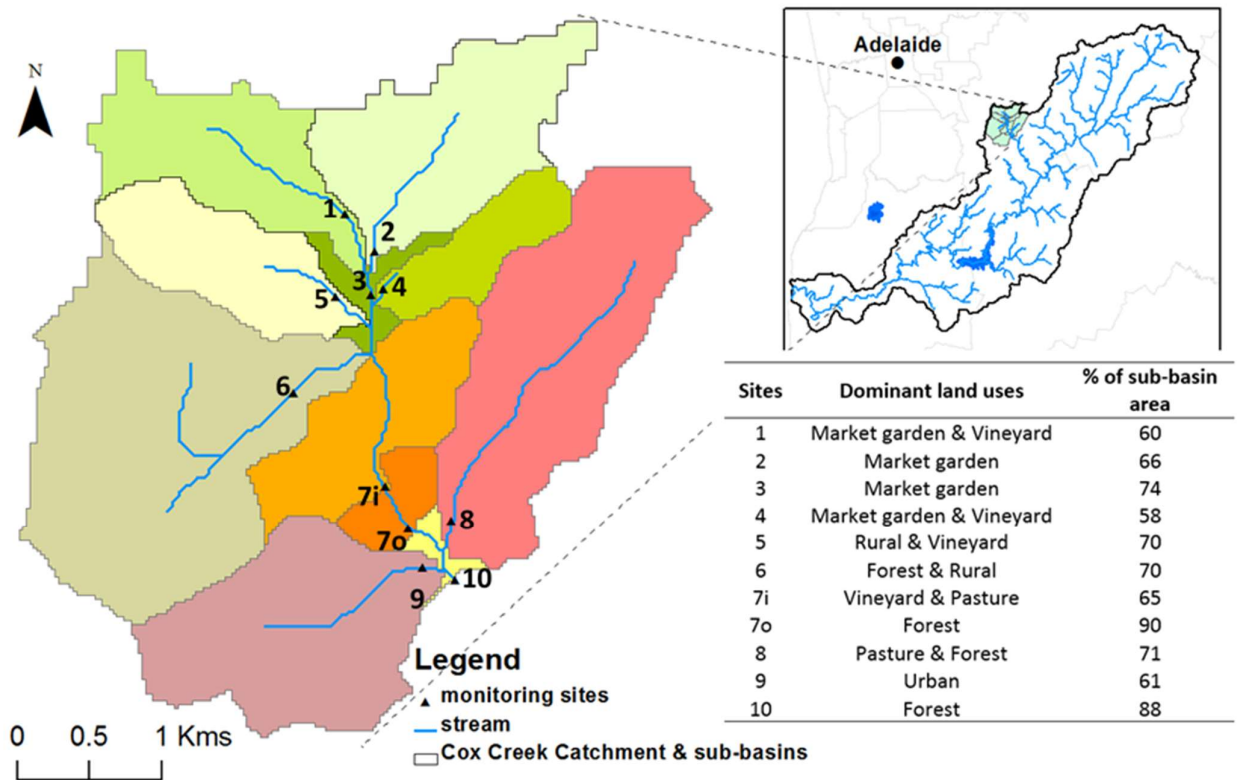 N
Adelaide
1
2
3
4
5
6
7i
7o
8
9
10
Legend
monitoring sites
stream
Cox Creek Catchment & sub-basins
0 0.5 1 Kms
Sites Dominant land uses % of sub-basin
area
1 Market garden & Vineyard 60
2 Market garden 66
3 Market garden 74
4 Market garden & Vineyard 58
5 Rural & Vineyard 70
6 Forest & Rural 70
7i Vineyard & Pasture 65
7o Forest 90
8 Pasture & Forest 71
9 Urban 61
10 Forest 88